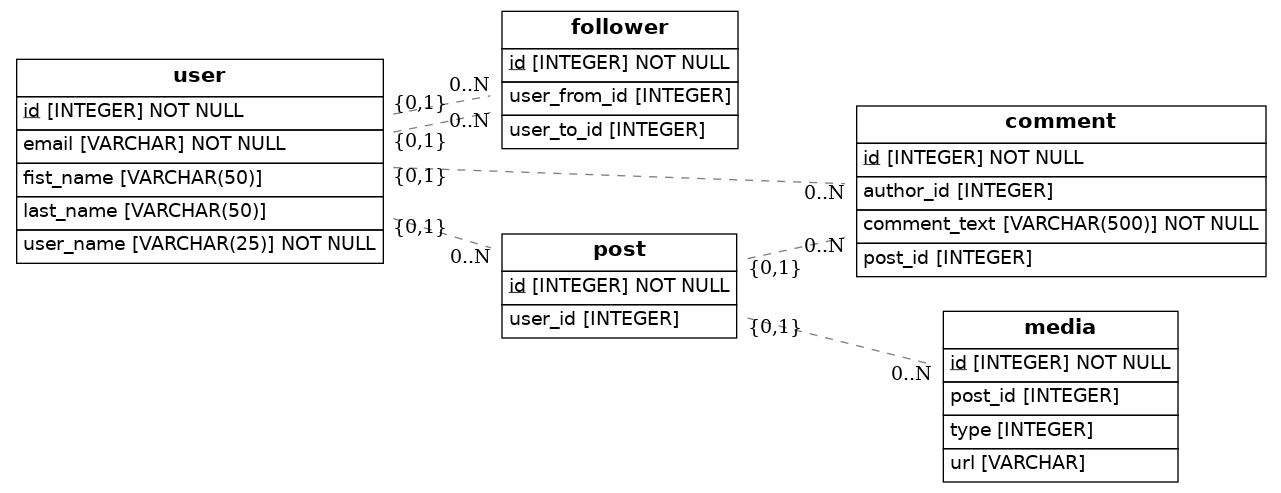 user
id [INTEGER] NOT NULL
email [VARCHAR] NOT NULL
fist_name [VARCHAR(50)]
last_name [VARCHAR(50)]
user_name [VARCHAR(25)] NOT NULL
follower
id [INTEGER] NOT NULL
user_from_id [INTEGER]
user_to_id [INTEGER]
0..N
{0,1}
0..N
{0,1}
{0,1}
0..N
{0,1}
0..N
post
id [INTEGER] NOT NULL
user_id [INTEGER]
comment
id [INTEGER] NOT NULL
author_id [INTEGER]
comment_text [VARCHAR(500)] NOT NULL
post_id [INTEGER]
0..N
{0,1}
{0,1}
0..N
media
id [INTEGER] NOT NULL
post_id [INTEGER]
type [INTEGER]
url [VARCHAR]